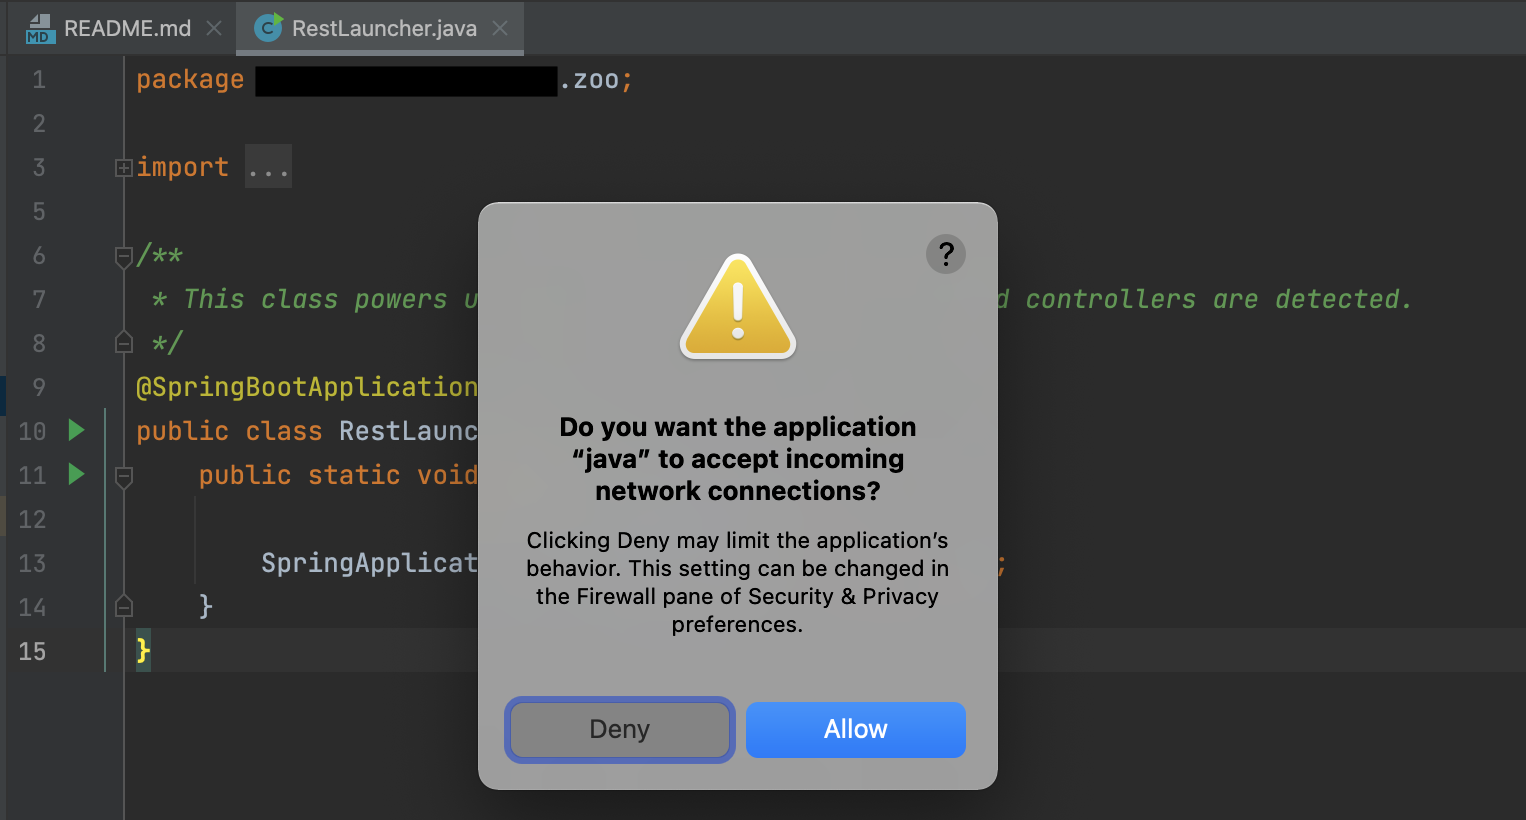 MD README.md
C RestLauncher.java
1 package .zoo;
2
3 import ...
5
6 /**
7 * This class powers u d controllers are detected.
8 */
9 @SpringBootApplication
10 public class RestLaunc
11 public static void
12
13 SpringApplicat ;
14 }
15 }
?
Do you want the application
“java” to accept incoming
network connections?
Clicking Deny may limit the application’s
behavior. This setting can be changed in
the Firewall pane of Security & Privacy
preferences.
Deny
Allow